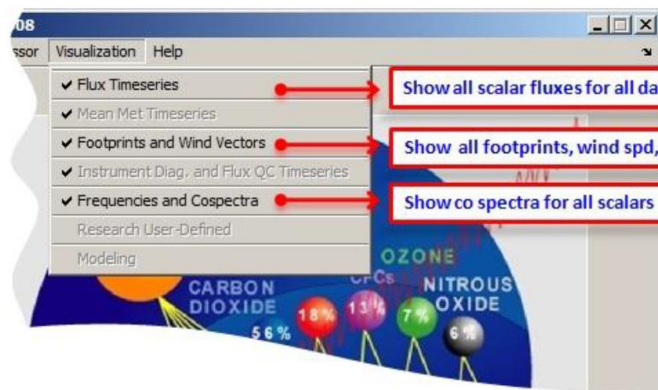 08
ssor Visualization Help
✔ Flux Timeseries
Show all scalar fluxes for all da
✔ Mean Met Timeseries
✔ Footprints and Wind Vectors
Show all footprints, wind spd,
✔ Instrument Diag. and Flux QC Timeseries
✔ Frequencies and Cospectra
Show co spectra for all scalars
Research User-Defined
Modeling
OZONE
CFCs
NITROUS
OXIDE
CARBON
DIOXIDE
56%
18%
13%
7%
6%